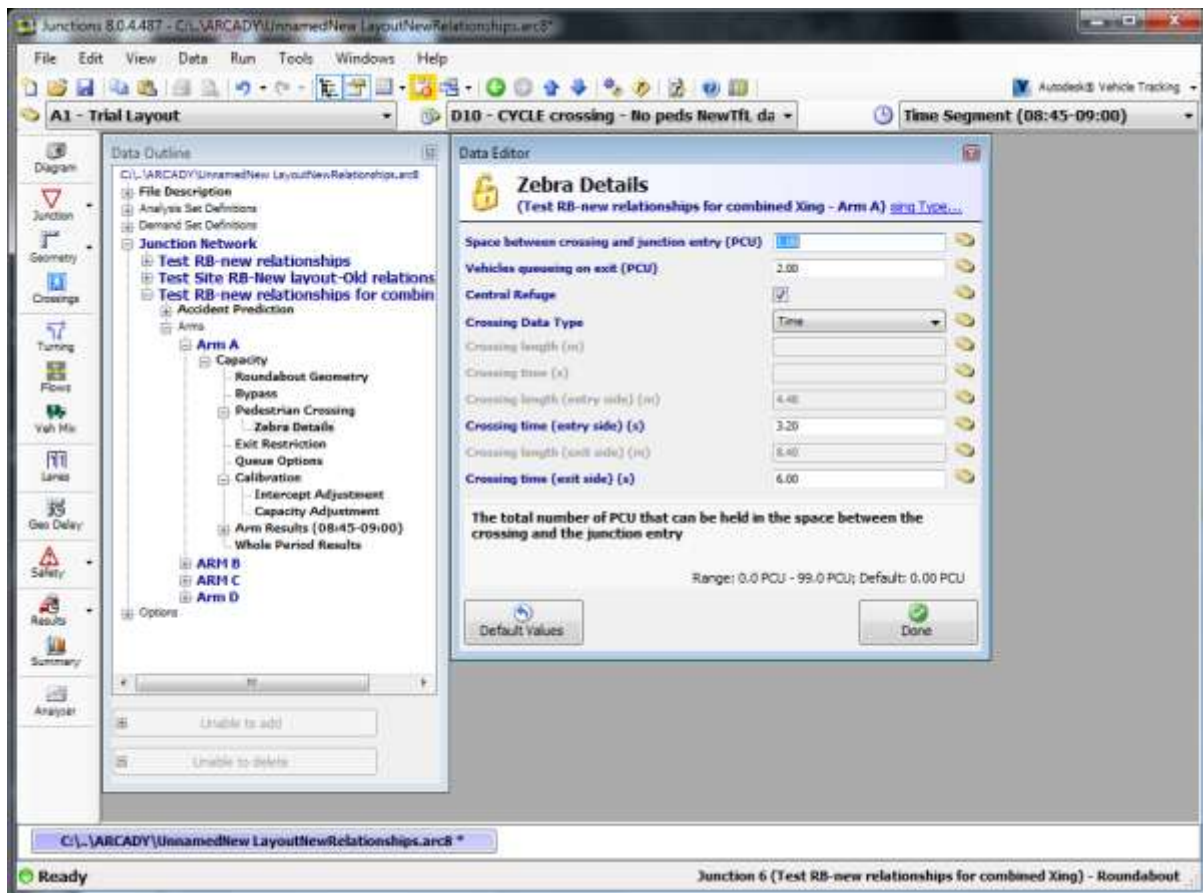 Junctions 8.0.4.487 - C:\..\ARCADY\UnnamedNew LayoutNewRelationships.arc8*
File Edit View Data Run Tools Windows Help
Autodesk® Vehicle Tracking
A1 - Trial Layout
D10 - CYCLE crossing - No peds NewTfL da
Time Segment (08:45-09:00)
Diagram
Junction
Geometry
Crossings
Turning
Flows
Veh Mix
Lanes
Geo Delay
Safety
Results
Summary
Analyser
Data Outline
C:\..\ARCADY\UnnamedNew LayoutNewRelationships.arc8
File Description
Analysis Set Definitions
Demand Set Definitions
Junction Network
Test RB-new relationships
Test Site RB-New layout-Old relations
Test RB-new relationships for combin
Accident Prediction
Arms
Arm A
Capacity
Roundabout Geometry
Bypass
Pedestrian Crossing
Zebra Details
Exit Restriction
Queue Options
Calibration
Intercept Adjustment
Capacity Adjustment
Arm Results (08:45-09:00)
Whole Period Results
ARM B
ARM C
Arm D
Options
Unable to add
Unable to delete
Data Editor
Zebra Details
(Test RB-new relationships for combined Xing - Arm A) sing Type...
Space between crossing and junction entry (PCU)
Vehicles queueing on exit (PCU) 2.00
Central Refuge
Crossing Data Type Time
Crossing length (m)
Crossing time (s)
Crossing length (entry side) (m) 4.40
Crossing time (entry side) (s) 3.20
Crossing length (exit side) (m) 8.40
Crossing time (exit side) (s) 6.00
The total number of PCU that can be held in the space between the
crossing and the junction entry
Range: 0.0 PCU - 99.0 PCU; Default: 0.00 PCU
Default Values
Done
C:\..\ARCADY\UnnamedNew LayoutNewRelationships.arc8 *
Ready
Junction 6 (Test RB-new relationships for combined Xing) - Roundabout